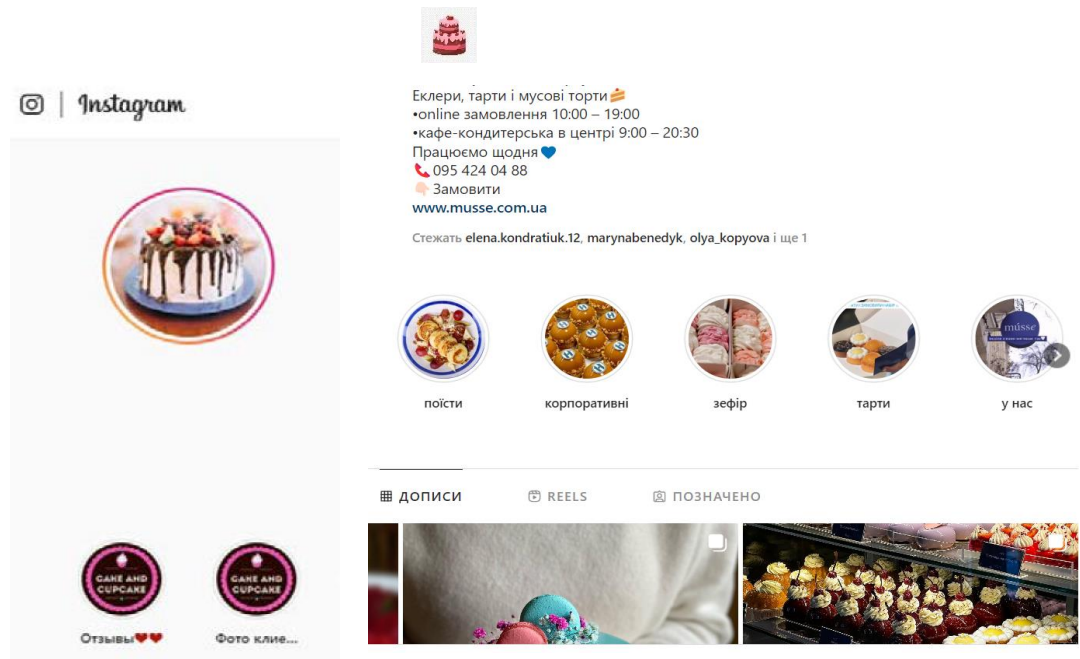 Instagram
CAKE AND
CUPCAKE
CAKE AND
CUPCAKE
Отзывы❤❤
Фото клие...
Еклери, тарти і мусові торти🍰
•online замовлення 10:00 – 19:00
•кафе-кондитерська в центрі 9:00 – 20:30
Працюємо щодня💙
📞095 424 04 88
👇🏻Замовити
www.musse.com.ua
Стежать elena.kondratiuk.12, marynabenedyk, olya_kopyova і ще 1
músse
поїсти
корпоративні
зефір
тарти
у нас
ДОПИСИ
REELS
ПОЗНАЧЕНО